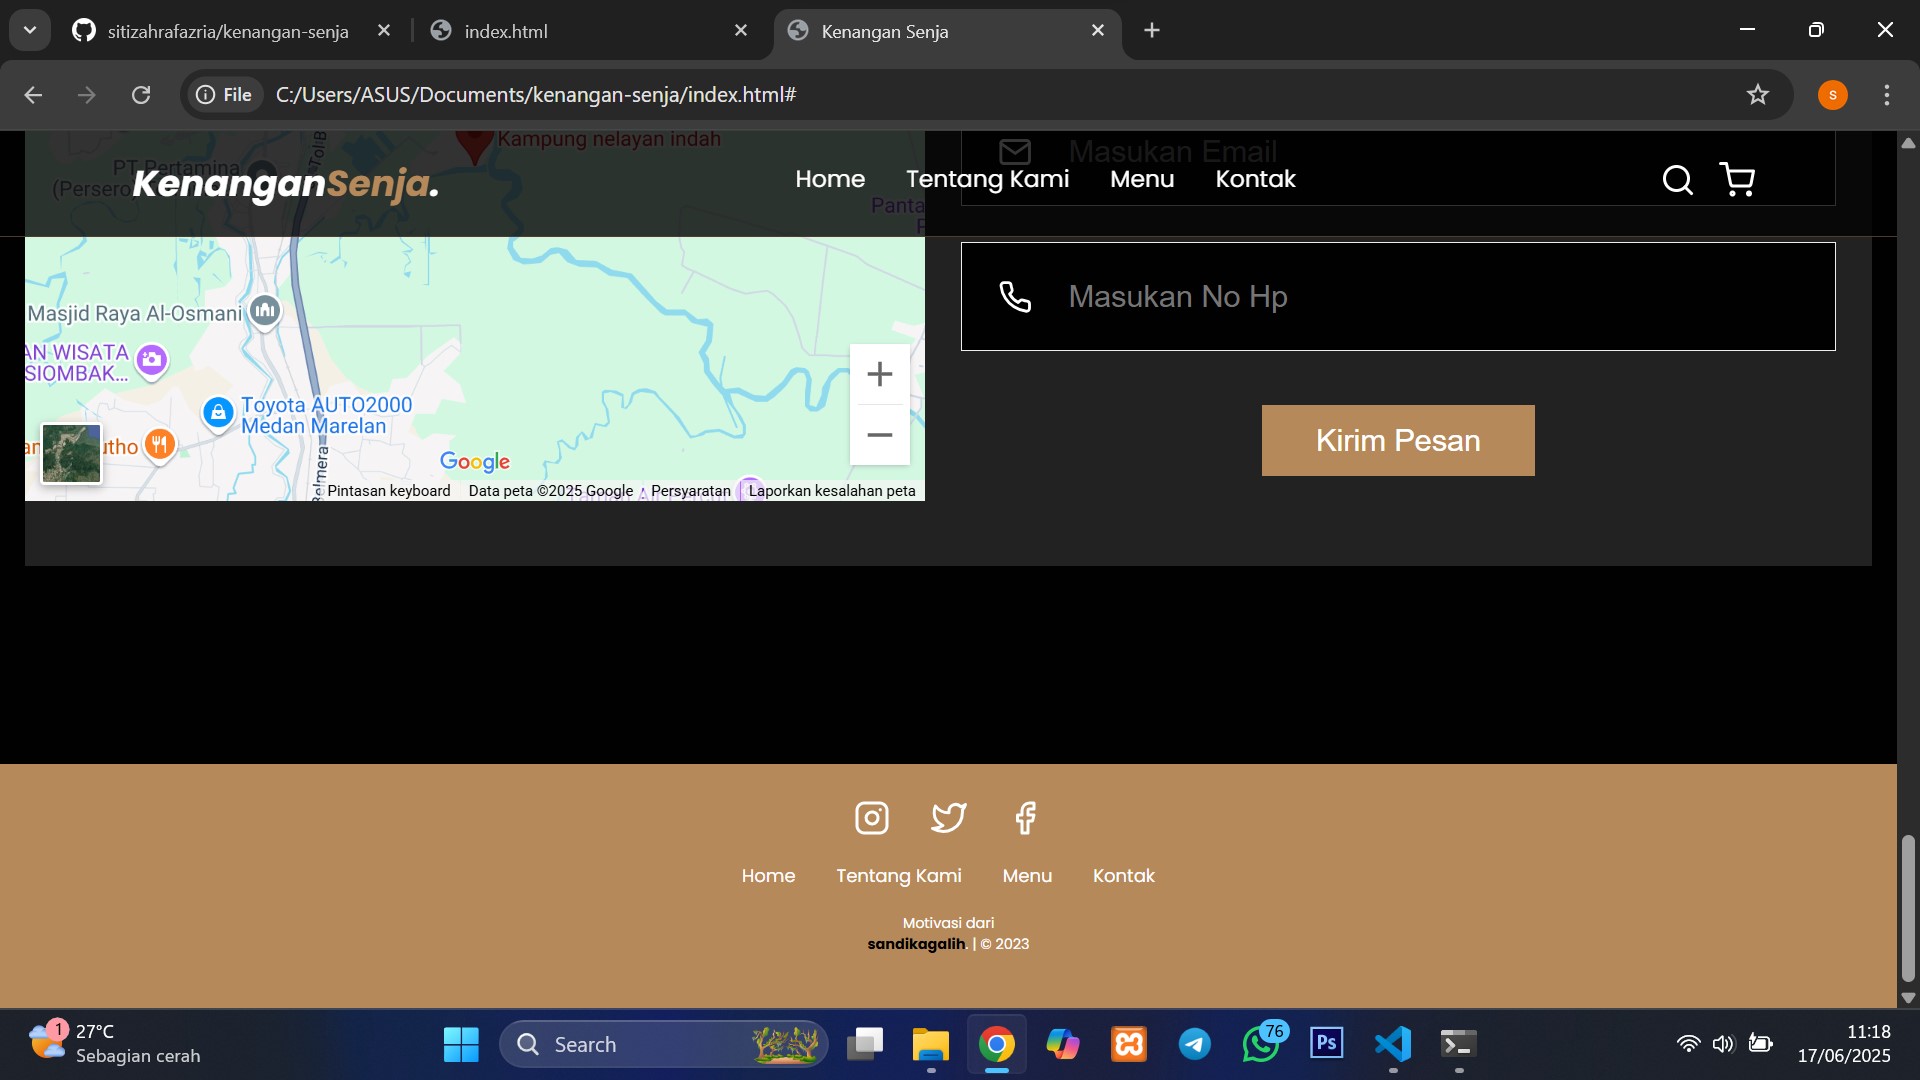 sitizahrafazria/kenangan-senja
index.html
Kenangan Senja
File
C:/Users/ASUS/Documents/kenangan-senja/index.html#
S
Kampung nelayan indah
PT Pertamina
(Persero)
Tol B
Masukan Email
KenanganSenja.
Home
Tentang Kami
Menu
Kontak
Panta
Masjid Raya Al-Osmani
Masukan No Hp
AN WISATA
SIOMBAK...
Toyota AUTO2000
Medan Marelan
utho
Belmera
Google
Kirim Pesan
Pintasan keyboard
Data peta ©2025 Google
Persyaratan
Laporkan kesalahan peta
Home
Tentang Kami
Menu
Kontak
Motivasi dari
sandikagalih. | © 2023
1
27°C
Sebagian cerah
Search
76
Ps
11:18
17/06/2025